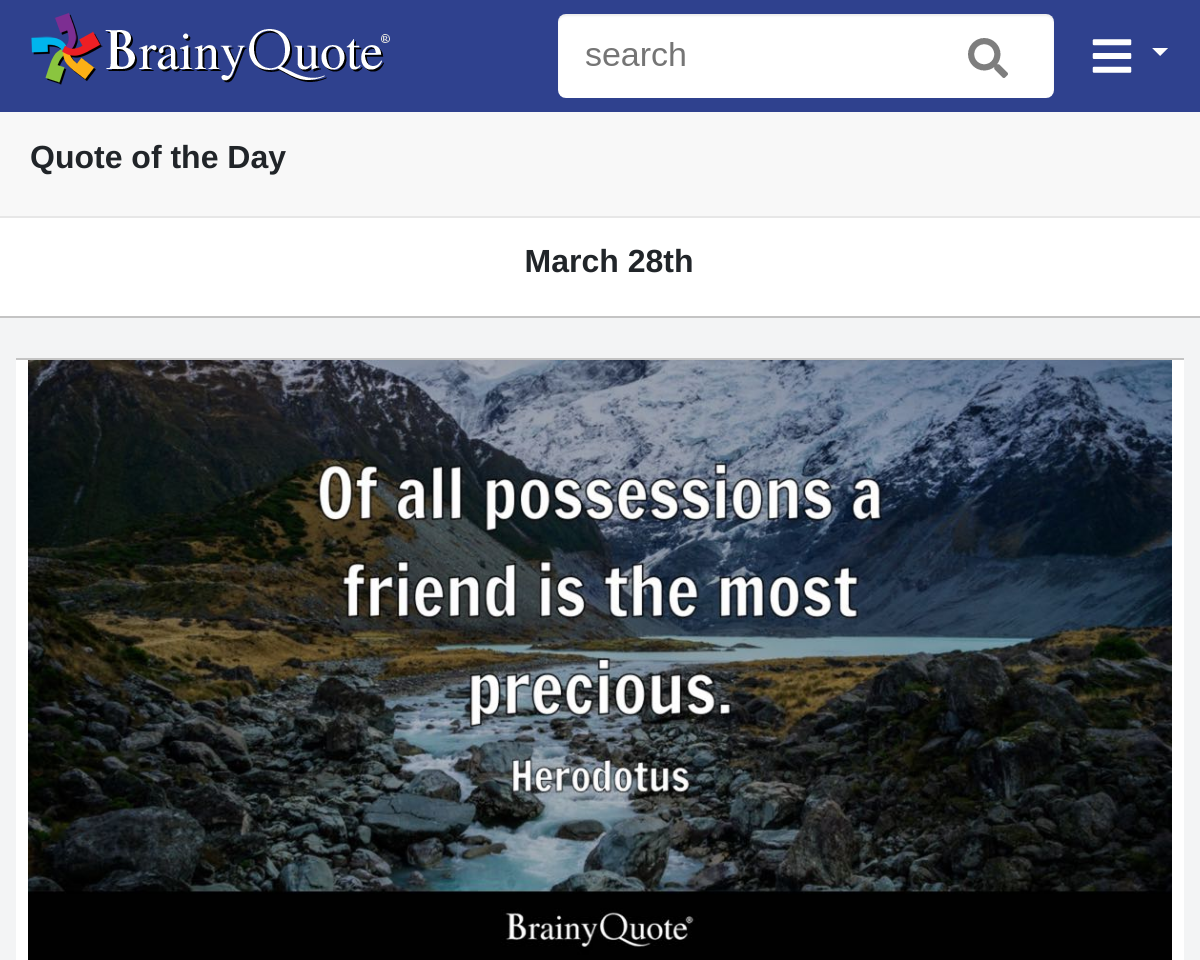 BrainyQuote®
search
Quote of the Day
March 28th
Of all possessions a
friend is the most
precious.
Herodotus
BrainyQuote®